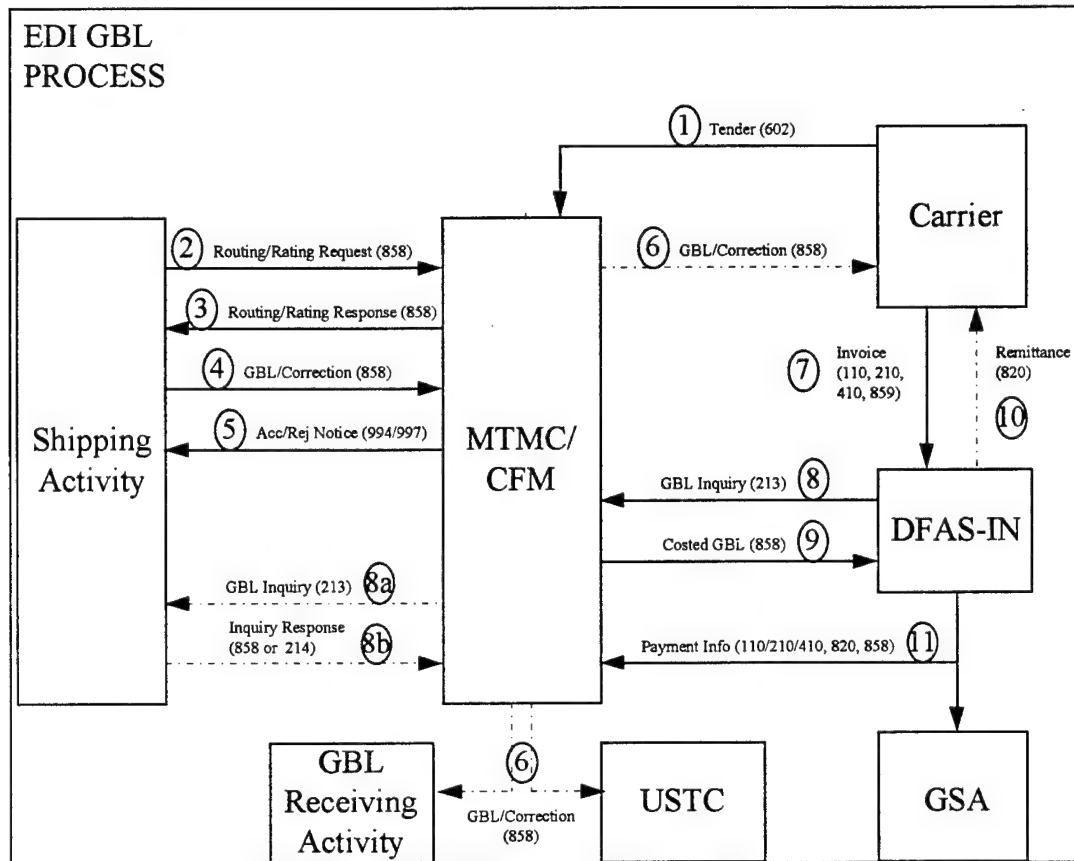 EDI GBL
PROCESS
1 Tender (602)
Carrier
2 Routing/Rating Request (858)
6 GBL/Correction (858)
3 Routing/Rating Response (858)
4 GBL/Correction (858)
7 Invoice
(110, 210,
410, 859)
Remittance
(820)
10
5 Acc/Rej Notice (994/997)
Shipping
Activity
MTMC/
CFM
GBL Inquiry (213) 8
DFAS-IN
Costed GBL (858) 9
GBL Inquiry (213) 8a
Inquiry Response
(858 or 214) 8b
Payment Info (110/210/410, 820, 858) 11
6
GBL/Correction
(858)
GBL
Receiving
Activity
USTC
GSA